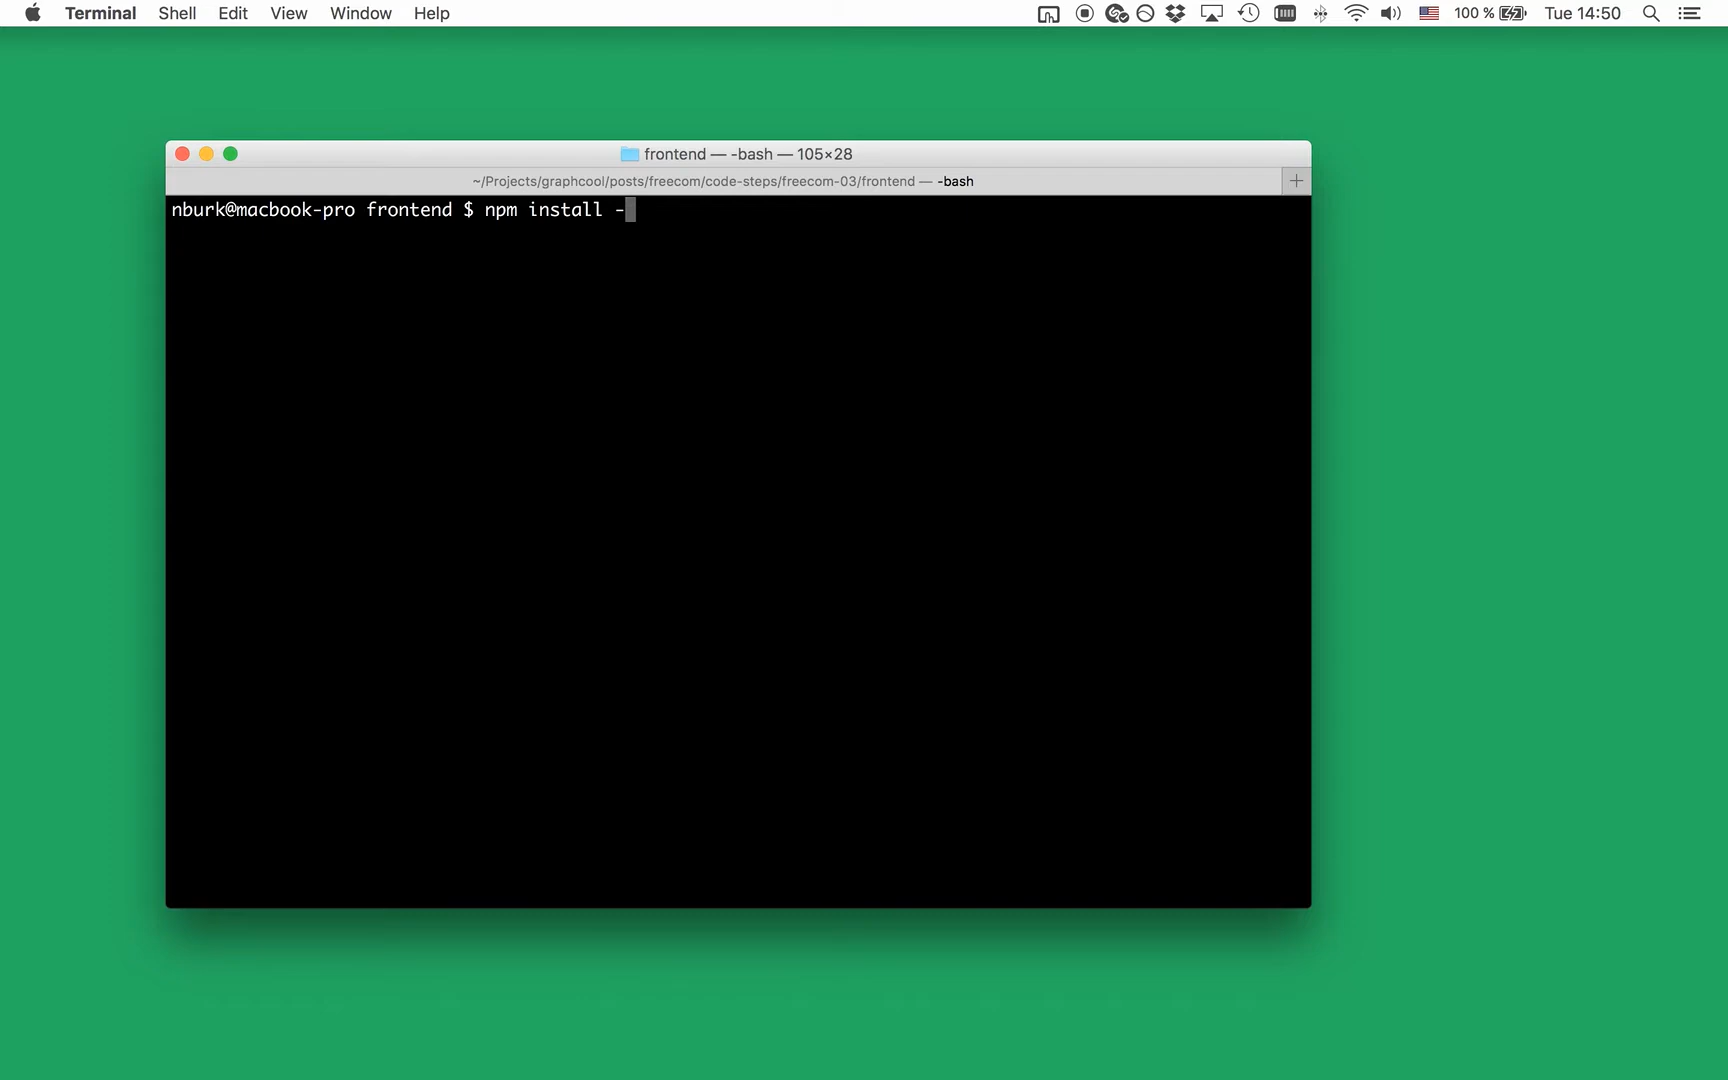 Terminal Shell Edit View Window Help 100 % Tue 14:50
frontend — -bash — 105×28
~/Projects/graphcool/posts/freecom/code-steps/freecom-03/frontend — -bash
nburk@macbook-pro frontend $ npm install -